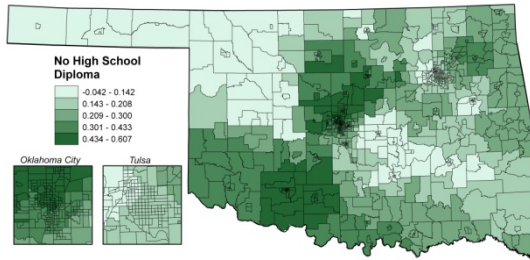 No High School
Diploma
-0.042 - 0.142
0.143 - 0.208
0.209 - 0.300
0.301 - 0.433
0.434 - 0.607
Oklahoma City
Tulsa